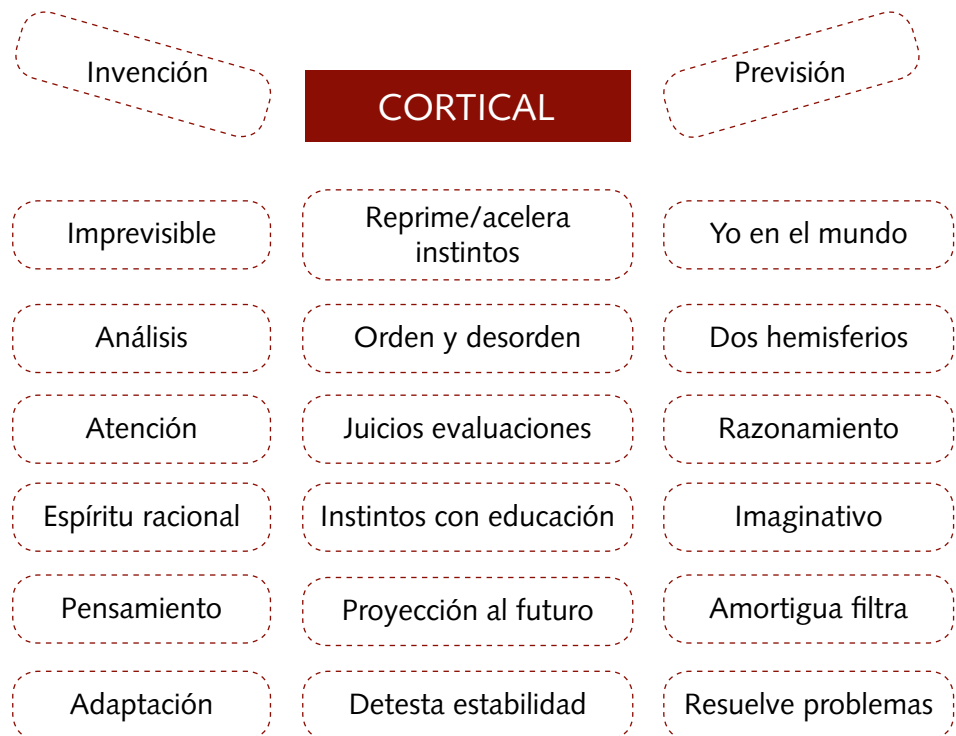 Invención
CORTICAL
Previsión
Imprevisible
Reprime/acelera
instintos
Yo en el mundo
Análisis
Orden y desorden
Dos hemisferios
Atención
Juicios evaluaciones
Razonamiento
Espíritu racional
Instintos con educación
Imaginativo
Pensamiento
Proyección al futuro
Amortigua filtra
Adaptación
Detesta estabilidad
Resuelve problemas